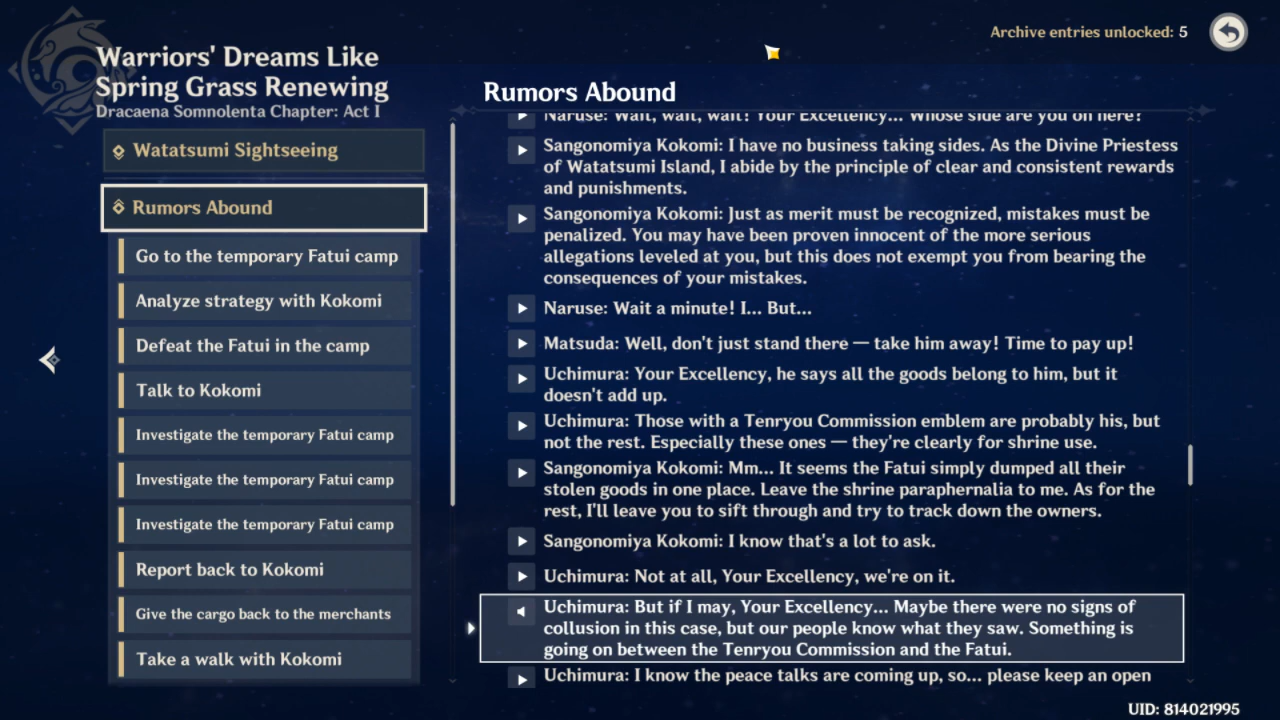 Archive entries unlocked: 5
Warriors' Dreams Like
Spring Grass Renewing
Dracaena Somnolenta Chapter: Act I
Watatsumi Sightseeing
Rumors Abound
Go to the temporary Fatui camp
Analyze strategy with Kokomi
Defeat the Fatui in the camp
Talk to Kokomi
Investigate the temporary Fatui camp
Investigate the temporary Fatui camp
Investigate the temporary Fatui camp
Report back to Kokomi
Give the cargo back to the merchants
Take a walk with Kokomi
Rumors Abound
Naruse: Wait, wait, wait! Your Excellency... Whose side are you on here?
Sangonomiya Kokomi: I have no business taking sides. As the Divine Priestess
of Watatsumi Island, I abide by the principle of clear and consistent rewards
and punishments.
Sangonomiya Kokomi: Just as merit must be recognized, mistakes must be
penalized. You may have been proven innocent of the more serious
allegations leveled at you, but this does not exempt you from bearing the
consequences of your mistakes.
Naruse: Wait a minute! I... But...
Matsuda: Well, don't just stand there — take him away! Time to pay up!
Uchimura: Your Excellency, he says all the goods belong to him, but it
doesn't add up.
Uchimura: Those with a Tenryou Commission emblem are probably his, but
not the rest. Especially these ones — they're clearly for shrine use.
Sangonomiya Kokomi: Mm... It seems the Fatui simply dumped all their
stolen goods in one place. Leave the shrine paraphernalia to me. As for the
rest, I'll leave you to sift through and try to track down the owners.
Sangonomiya Kokomi: I know that's a lot to ask.
Uchimura: Not at all, Your Excellency, we're on it.
Uchimura: But if I may, Your Excellency... Maybe there were no signs of
collusion in this case, but our people know what they saw. Something is
going on between the Tenryou Commission and the Fatui.
Uchimura: I know the peace talks are coming up, so... please keep an open
UID: 814021995